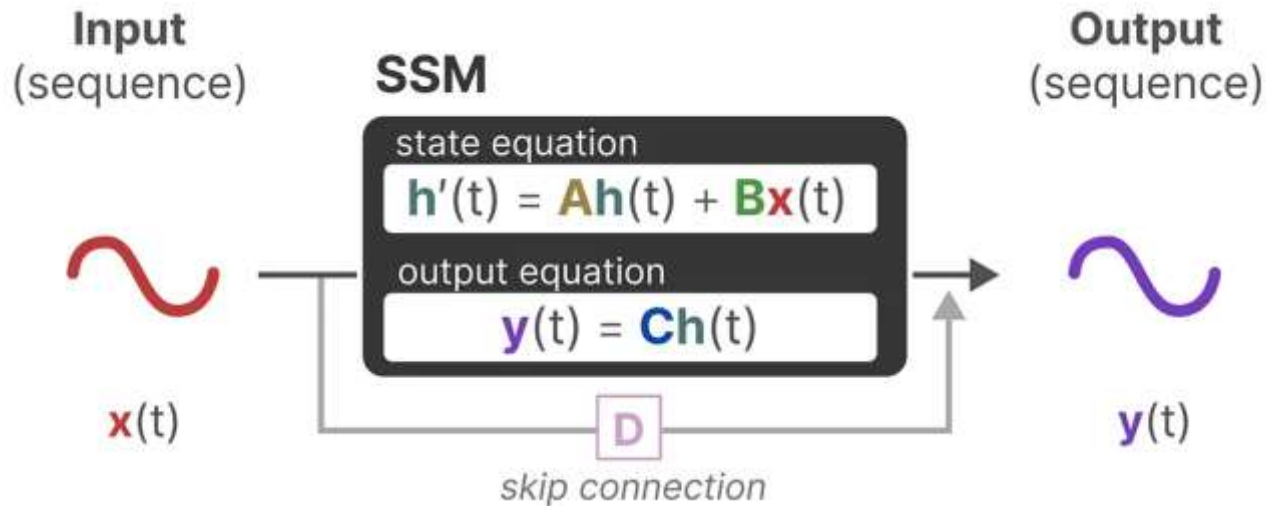 Input
(sequence)
Output
(sequence)
SSM
state equation
h'(t) = Ah(t) + Bx(t)
output equation
y(t) = Ch(t)
x(t)
D
y(t)
skip connection